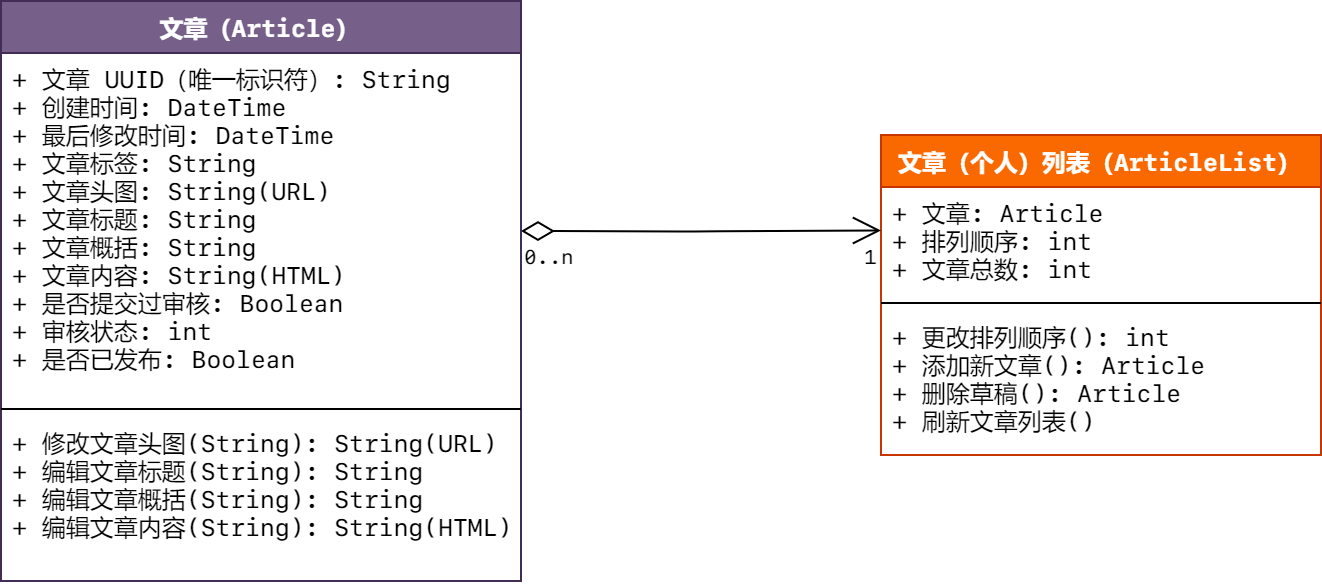 文章（Article）
+ 文章 UUID（唯一标识符）: String
+ 创建时间: DateTime
+ 最后修改时间: DateTime
+ 文章标签: String
+ 文章头图: String(URL)
+ 文章标题: String
+ 文章概括: String
+ 文章内容: String(HTML)
+ 是否提交过审核: Boolean
+ 审核状态: int
+ 是否已发布: Boolean
+ 修改文章头图(String): String(URL)
+ 编辑文章标题(String): String
+ 编辑文章概括(String): String
+ 编辑文章内容(String): String(HTML)
0..n
1
文章（个人）列表（ArticleList）
+ 文章: Article
+ 排列顺序: int
+ 文章总数: int
+ 更改排列顺序(): int
+ 添加新文章(): Article
+ 删除草稿(): Article
+ 刷新文章列表()